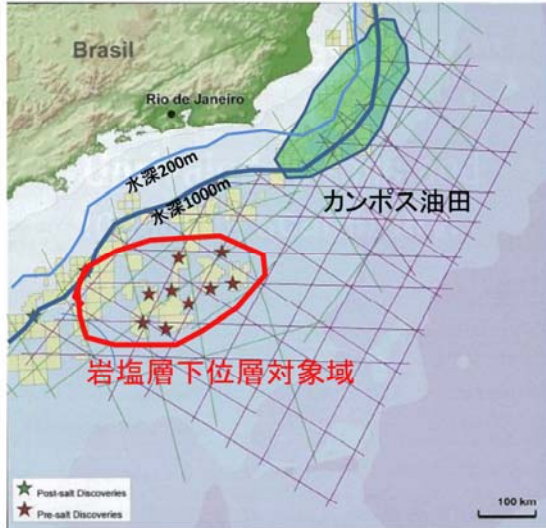 Brasil
Rio de Janeiro
水深200m
水深1000m
カンポス油田
岩塩層下位層対象域
Post-salt Discoveries
Pre-salt Discoveries
100 km